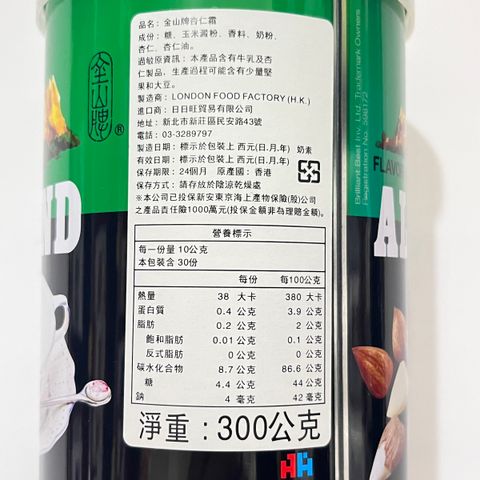 品名: 金山牌杏仁霜
成份: 糖、玉米澱粉、香料、奶粉、
杏仁、杏仁油。
過敏原資訊: 本產品含有牛乳及杏
仁製品, 生產過程可能含有少量堅
果和大豆。
製造商: LONDON FOOD FACTORY (H.K.)
進口商: 日日旺貿易有限公司
地址: 新北市新莊區民安路43號
電話: 03-3289797
製造日期: 標示於包裝上 西元(日.月.年) 奶素
有效日期: 標示於包裝上 西元(日.月.年)
保存期限: 24個月 原產國: 香港
保存方式: 請存放於陰涼乾燥處
※本公司已投保新安東京海上產物保險(股)公司
之產品責任險1000萬元(投保金額非為理賠金額)。
營養標示
每一份量 10公克
本包裝含 30份
每份 每100公克
熱量 38 大卡 380 大卡
蛋白質 0.4 公克 3.9 公克
脂肪 0.2 公克 2 公克
飽和脂肪 0.01 公克 0.1 公克
反式脂肪 0 公克 0 公克
碳水化合物 8.7 公克 86.6 公克
糖 4.4 公克 44 公克
鈉 4 毫克 42 毫克
淨重 : 300公克
金山牌
®
ND
FLAVO
AL
Brilliant Best Inv. Ltd. Trademark Owners
Registration No. 598172